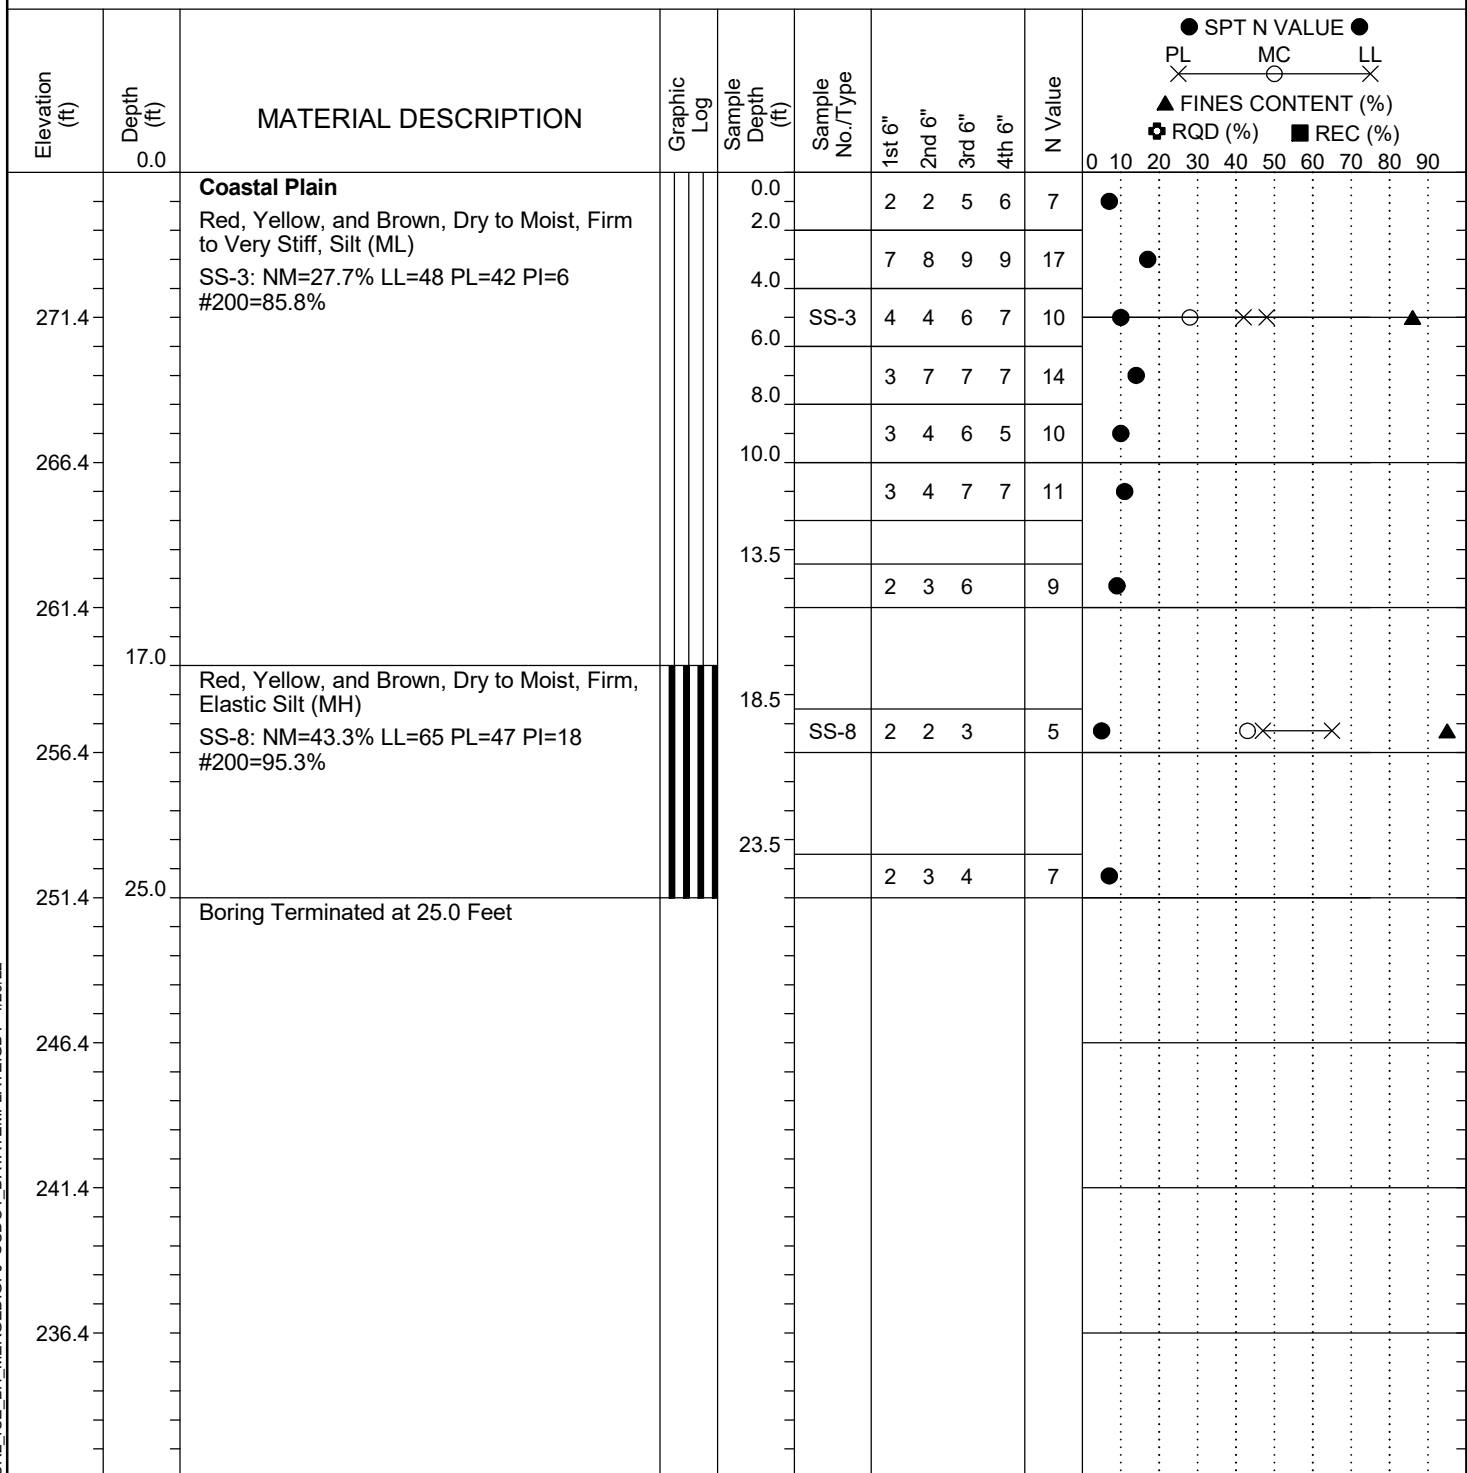 ● SPT N VALUE ●
PL MC LL
▲ FINES CONTENT (%)
RQD (%) ■ REC (%)
Elevation (ft)
Depth (ft)
MATERIAL DESCRIPTION
Graphic Log
Sample Depth (ft)
Sample No./Type
1st 6"
2nd 6"
3rd 6"
4th 6"
N Value
0.0
0 10 20 30 40 50 60 70 80 90
Coastal Plain
0.0
2 2 5 6 7
Red, Yellow, and Brown, Dry to Moist, Firm
2.0
to Very Stiff, Silt (ML)
7 8 9 9 17
SS-3: NM=27.7% LL=48 PL=42 PI=6
4.0
#200=85.8%
271.4 SS-3 4 4 6 7 10
6.0
3 7 7 7 14
8.0
3 4 6 5 10
10.0
266.4
3 4 7 7 11
13.5
2 3 6 9
261.4
17.0
Red, Yellow, and Brown, Dry to Moist, Firm,
18.5
Elastic Silt (MH)
SS-8: NM=43.3% LL=65 PL=47 PI=18
SS-8 2 2 3 5
256.4
#200=95.3%
23.5
2 3 4 7
25.0
251.4
Boring Terminated at 25.0 Feet
246.4
241.4
236.4